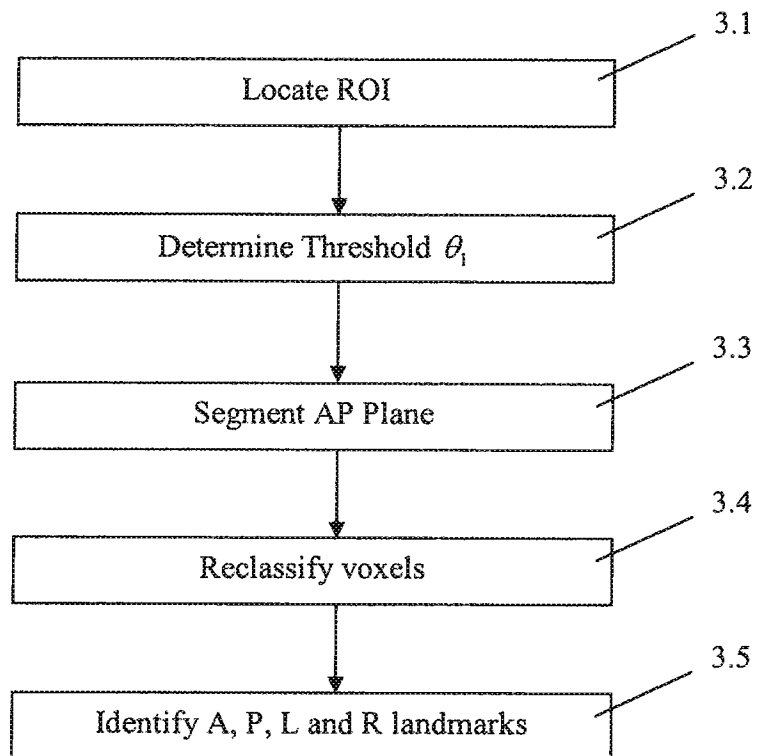 3.1
Locate ROI
3.2
Determine Threshold θ₁
3.3
Segment AP Plane
3.4
Reclassify voxels
3.5
Identify A, P, L and R landmarks